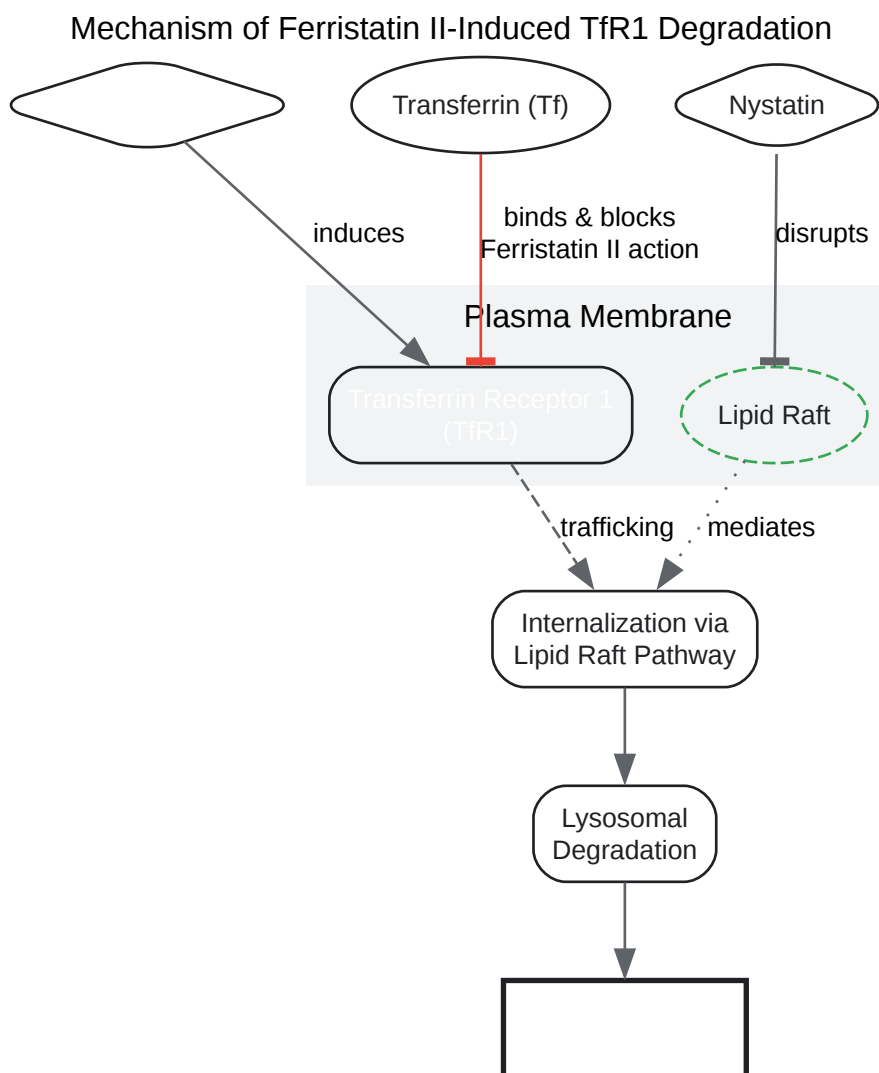 Mechanism of Ferristatin II-Induced TfR1 Degradation
Transferrin (Tf)
Nystatin
induces
binds & blocks
Ferristatin II action
disrupts
Plasma Membrane
Transferrin Receptor 1
(TfR1)
Lipid Raft
trafficking
mediates
Internalization via
Lipid Raft Pathway
Lysosomal
Degradation